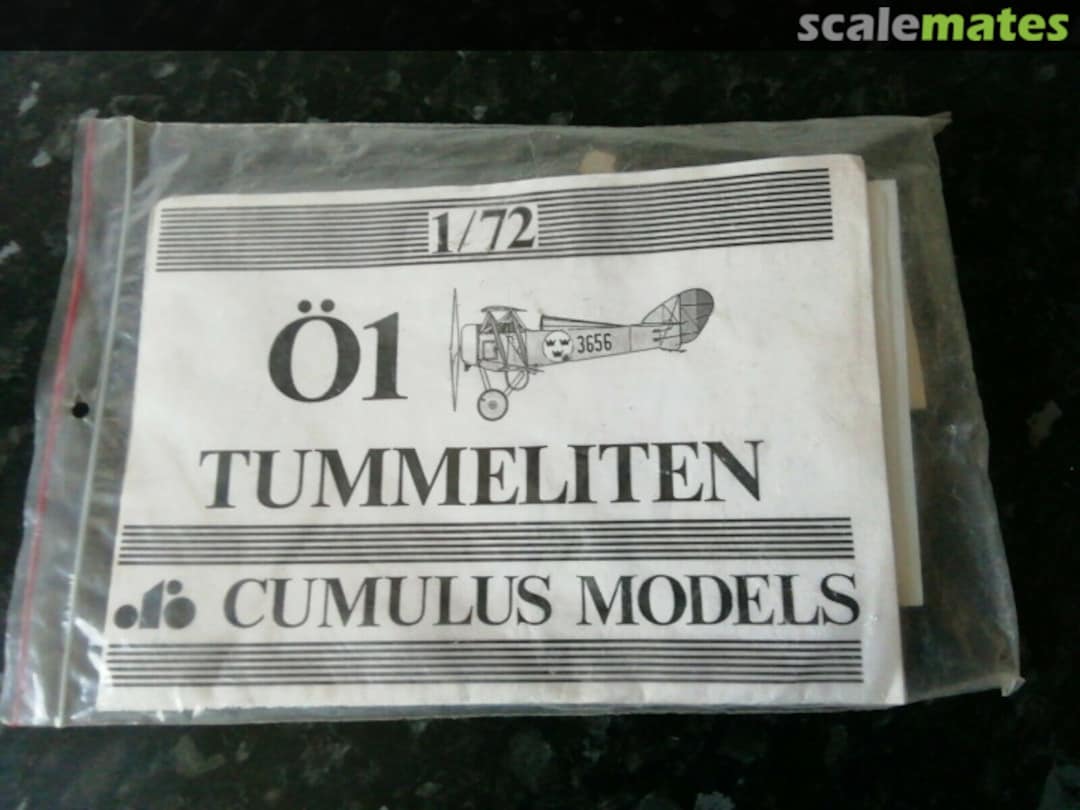 scalemates
1/72
Ö1
3656
TUMMELITEN
CUMULUS MODELS